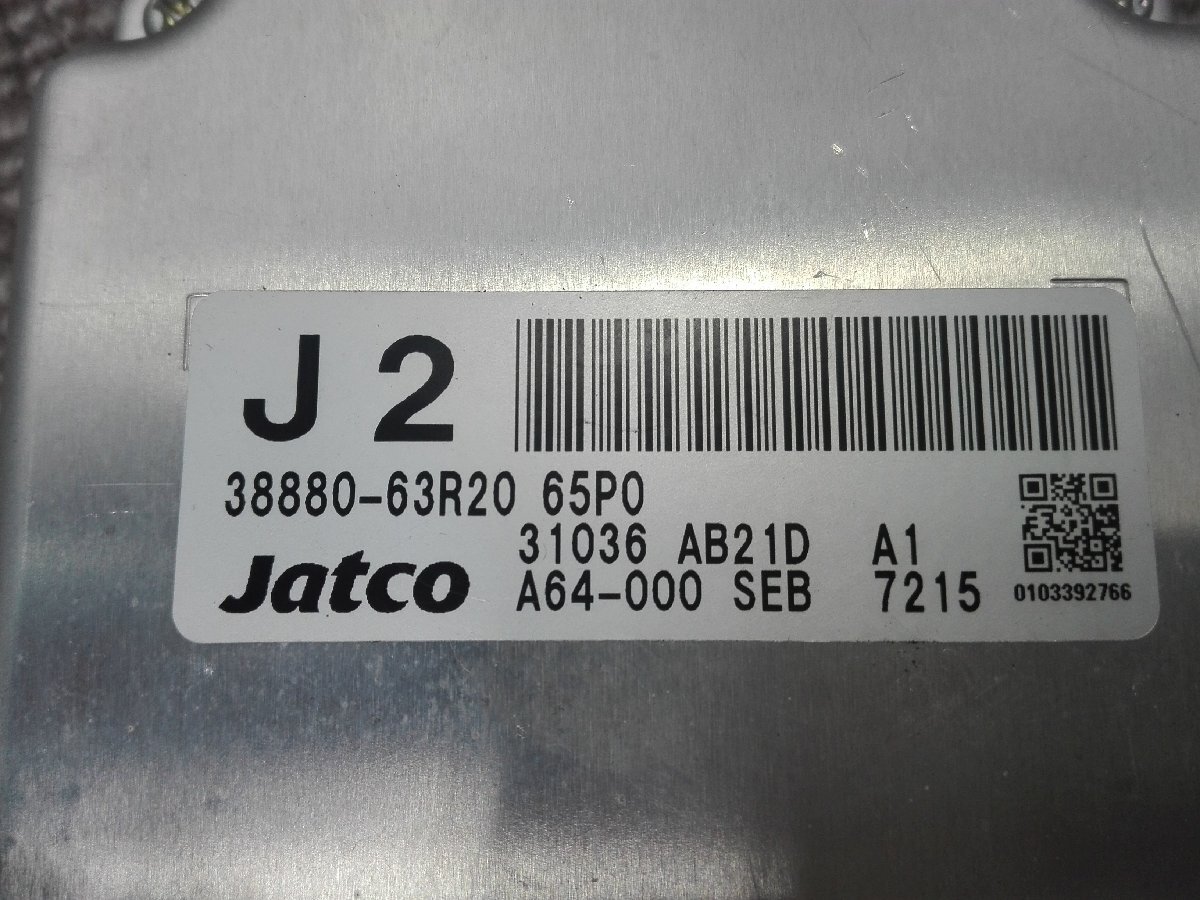 J2
38880-63R20 65P0
31036 AB21D A1
Jatco A64-000 SEB 7215
0103392766